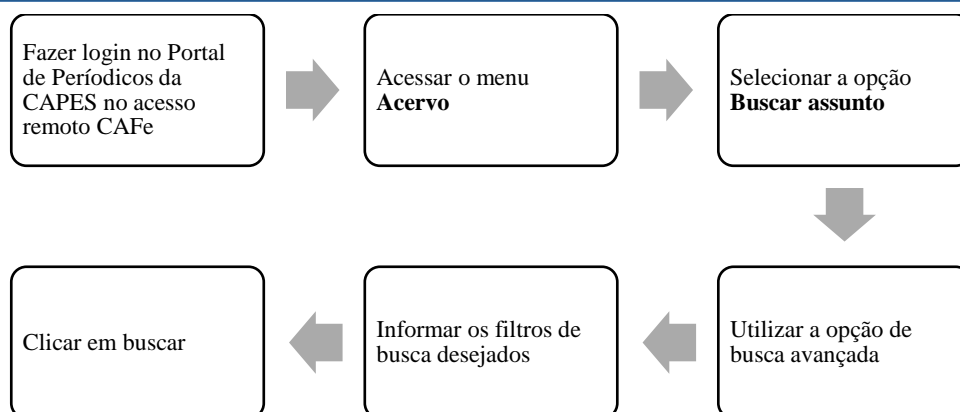 Fazer login no Portal
de Períodicos da
CAPES no acesso
remoto CAFe
Acessar o menu
Acervo
Selecionar a opção
Buscar assunto
Utilizar a opção de
busca avançada
Informar os filtros de
busca desejados
Clicar em buscar